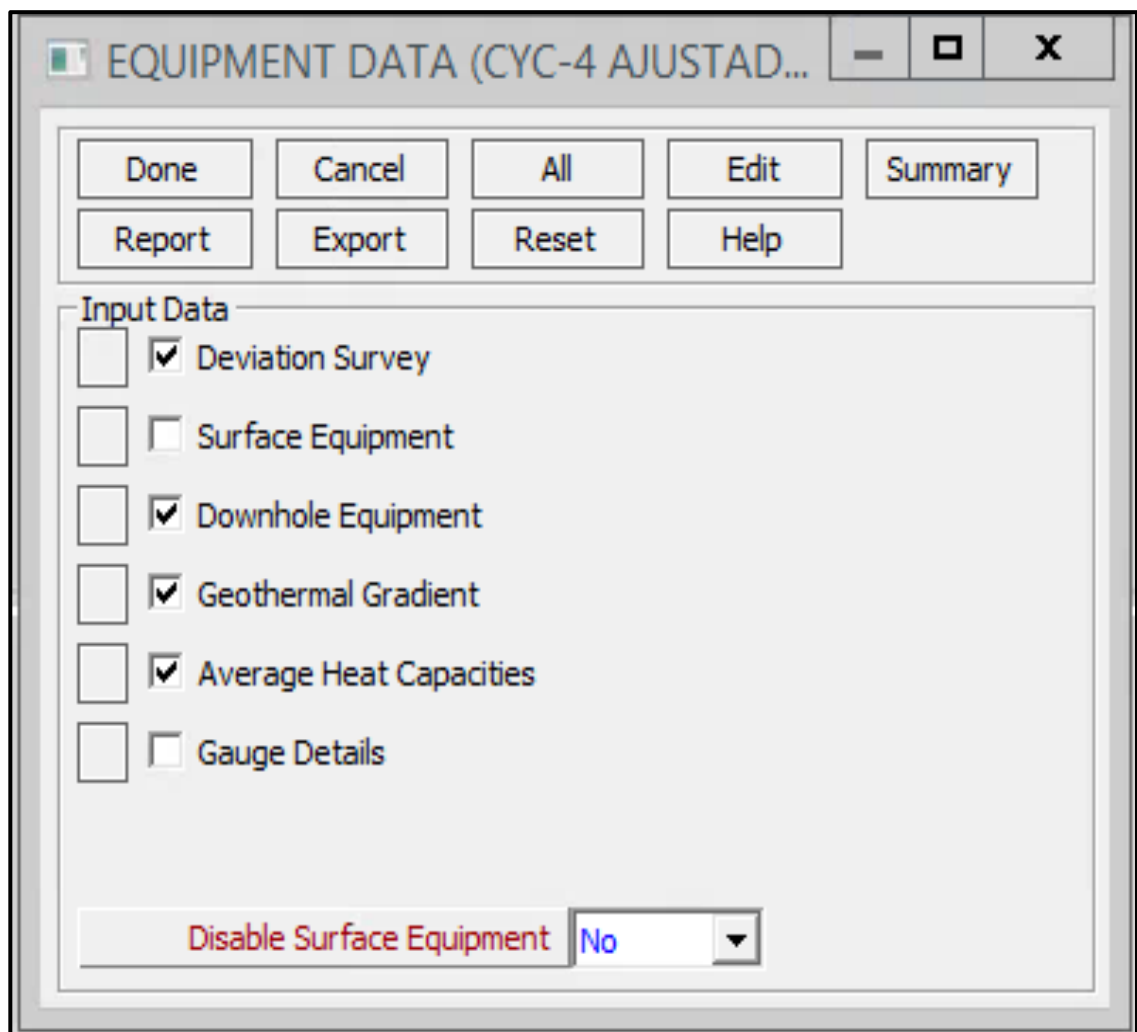 EQUIPMENT DATA (CYC-4 AJUSTAD...
Done Cancel All Edit Summary
Report Export Reset Help
Input Data
Deviation Survey
Surface Equipment
Downhole Equipment
Geothermal Gradient
Average Heat Capacities
Gauge Details
Disable Surface Equipment No